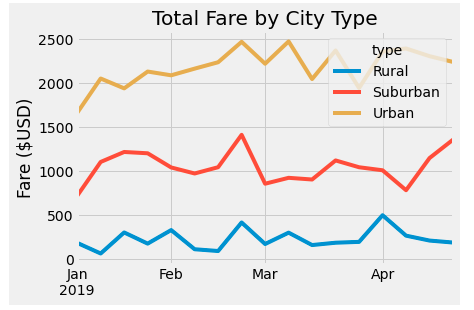 Total Fare by City Type
Fare ($USD)
2500
2000
1500
1000
500
0
type
Rural
Suburban
Urban
Jan
2019
Feb
Mar
Apr